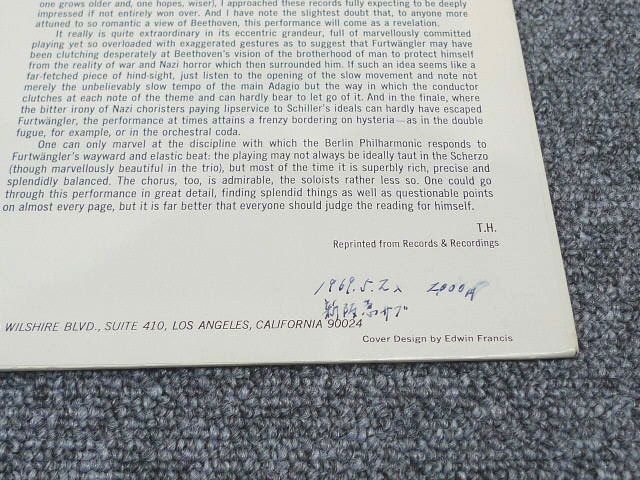 one grows older and, one hopes, wiser), I approached these records fully expecting to be deeply
impressed if not entirely won over. And I have note the slightest doubt that, to anyone more
attuned to so romantic a view of Beethoven, this performance will come as a revelation.
It really is quite extraordinary in its eccentric grandeur, full of marvellously committed
playing yet so overloaded with exaggerated gestures as to suggest that Furtwängler may have
been clutching desperately at Beethoven's vision of the brotherhood of man to protect himself
from the reality of war and Nazi horror which then surrounded him. If such an idea seems like a
far-fetched piece of hind-sight, just listen to the opening of the slow movement and note not
merely the unbelievably slow tempo of the main Adagio but the way in which the conductor
clutches at each note of the theme and can hardly bear to let go of it. And in the finale, where
the bitter irony of Nazi choristers paying lipservice to Schiller's ideals can hardly have escaped
Furtwängler, the performance at times attains a frenzy bordering on hysteria—as in the double
fugue, for example, or in the orchestral coda.
One can only marvel at the discipline with which the Berlin Philharmonic responds to
Furtwängler's wayward and elastic beat: the playing may not always be ideally taut in the Scherzo
(though marvellously beautiful in the trio), but most of the time it is superbly rich, precise and
splendidly balanced. The chorus, too, is admirable, the soloists rather less so. One could go
through this performance in great detail, finding splendid things as well as questionable points
on almost every page, but it is far better that everyone should judge the reading for himself.
T.H.
Reprinted from Records & Recordings
1969.5.2 2,000円
WILSHIRE BLVD., SUITE 410, LOS ANGELES, CALIFORNIA 90024
Cover Design by Edwin Francis